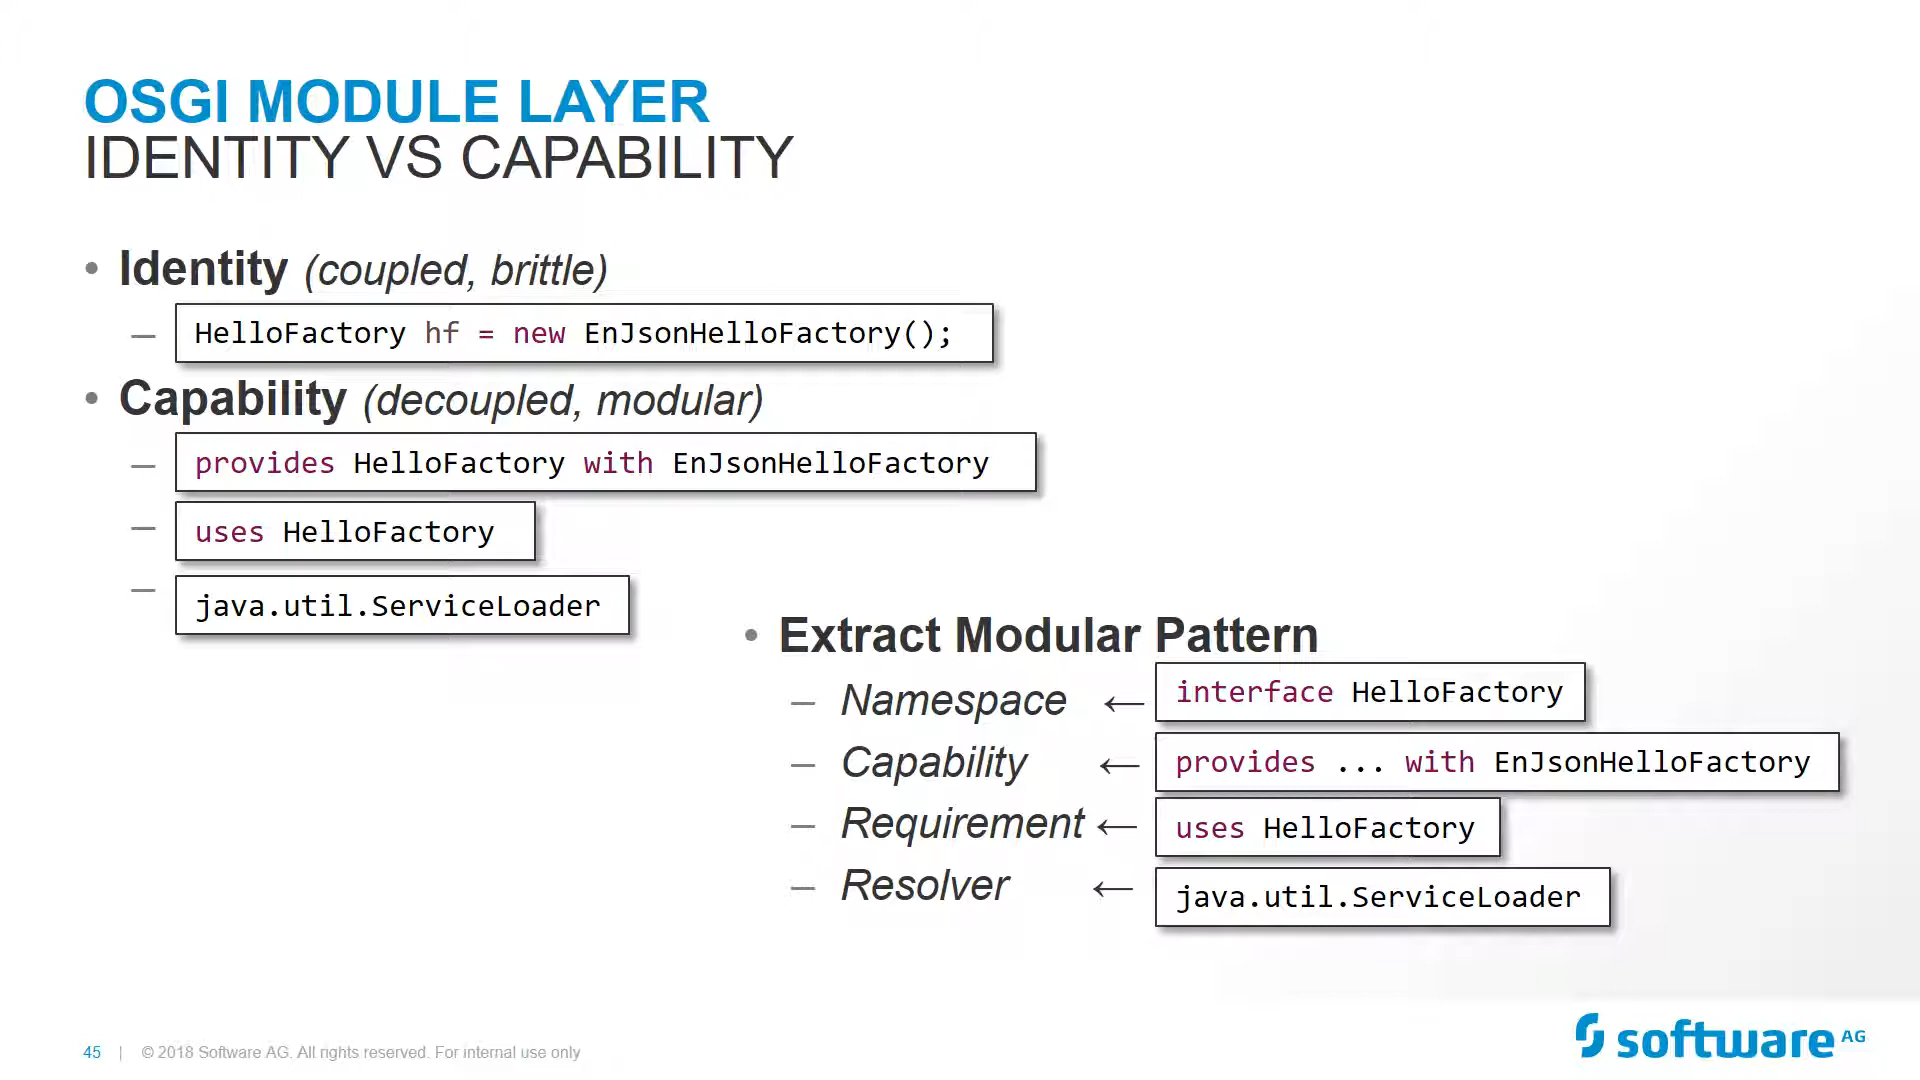 OSGI MODULE LAYER
IDENTITY VS CAPABILITY
• Identity (coupled, brittle)
– HelloFactory hf = new EnJsonHelloFactory();
• Capability (decoupled, modular)
– provides HelloFactory with EnJsonHelloFactory
– uses HelloFactory
– java.util.ServiceLoader
• Extract Modular Pattern
– Namespace ← interface HelloFactory
– Capability ← provides ... with EnJsonHelloFactory
– Requirement ← uses HelloFactory
– Resolver ← java.util.ServiceLoader
45 | © 2018 Software AG. All rights reserved. For internal use only
software AG